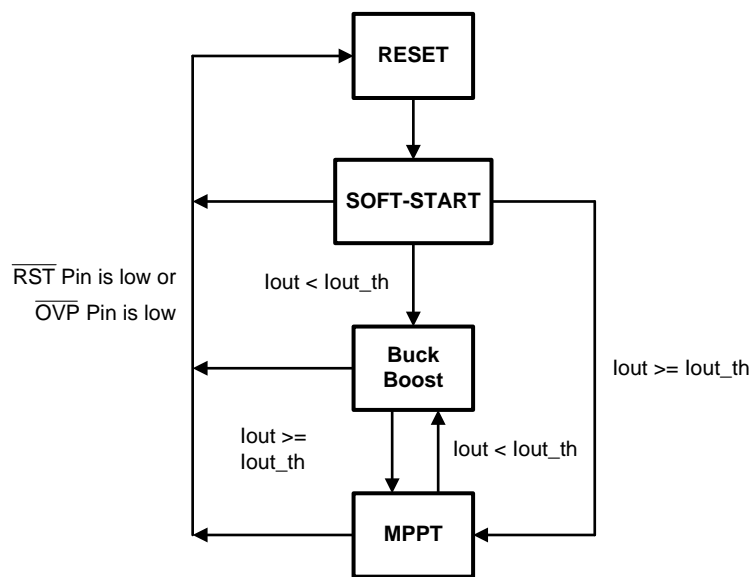 RESET
SOFT-START
RST Pin is low or
OVP Pin is low
Iout < Iout_th
Buck
Boost
Iout >= Iout_th
Iout >=
Iout_th
Iout < Iout_th
MPPT